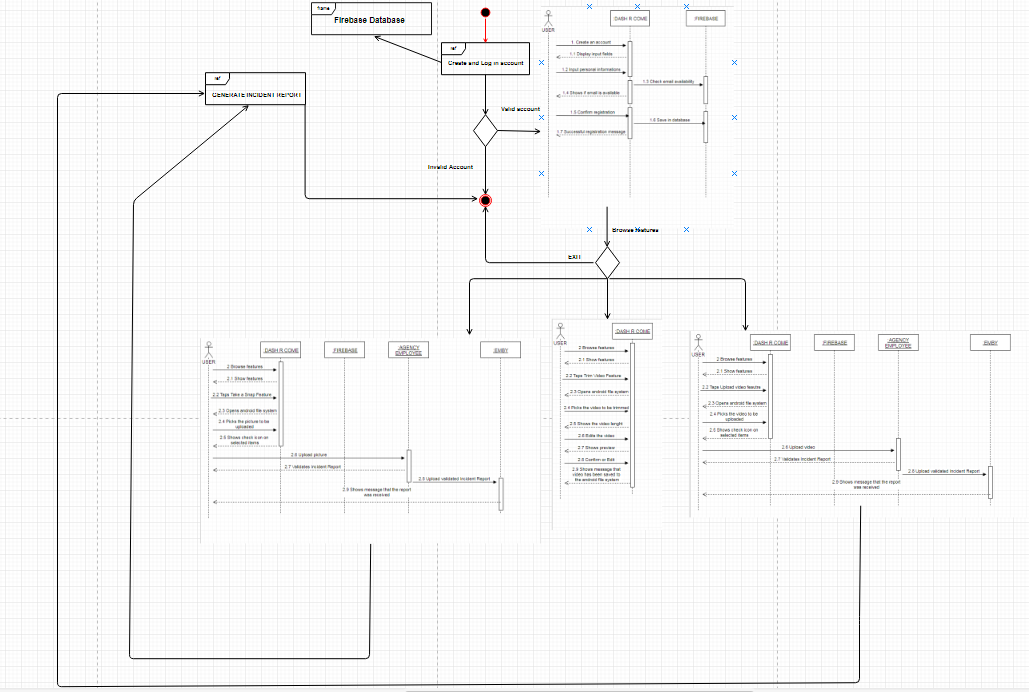 frame
Firebase Database
ref
Create and Log in account
ref
GENERATE INCIDENT REPORT
Valid account
Invalid Account
EXIT
Browse features
USER
DASH R COME
FIREBASE
1. Create an account
1.1 Display input fields
1.2 Input personal informations
1.3 Check email availability
1.4 Shows if email is available
1.5 Confirm registration
1.6 Save in database
1.7 Successful registration message
USER
DASH R COME
FIREBASE
AGENCY
EMPLOYEE
2 Browse features
2.1 Show features
2.2 Taps Take a Snap Feature
2.3 Opens android file system
2.4 Picks the picture to be
uploaded
2.5 Shows check icon on
selected items
2.6 Upload picture
2.7 Validates Incident Report
2.8 Upload validated Incident Report
2.9 Shows message that the report
was received
USER
DASH R COME
2 Browse features
2.1 Show features
2.2 Taps Trim Video Feature
2.3 Opens android file system
2.4 Picks the video to be trimmed
2.5 Shows the video length
2.6 Edits the video
2.7 Shows preview
2.8 Confirm or Edit
2.9 Shows message that
video has been saved to
the android file system
USER
DASH R COME
FIREBASE
AGENCY
EMPLOYEE
2 Browse features
2.1 Show features
2.2 Taps Upload video feature
2.3 Opens android file system
2.4 Picks the video to be
uploaded
2.5 Shows check icon on
selected items
2.6 Upload video
2.7 Validates Incident Report
2.8 Upload validated Incident Report
2.9 Shows message that the report
was received